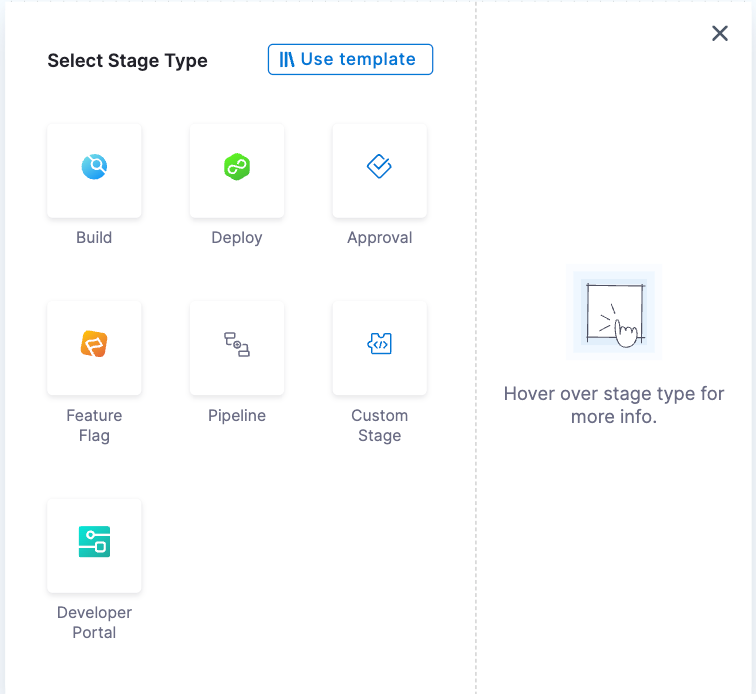 Select Stage Type
Use template
Build
Deploy
Approval
Feature
Flag
Pipeline
Custom
Stage
Developer
Portal
Hover over stage type for
more info.